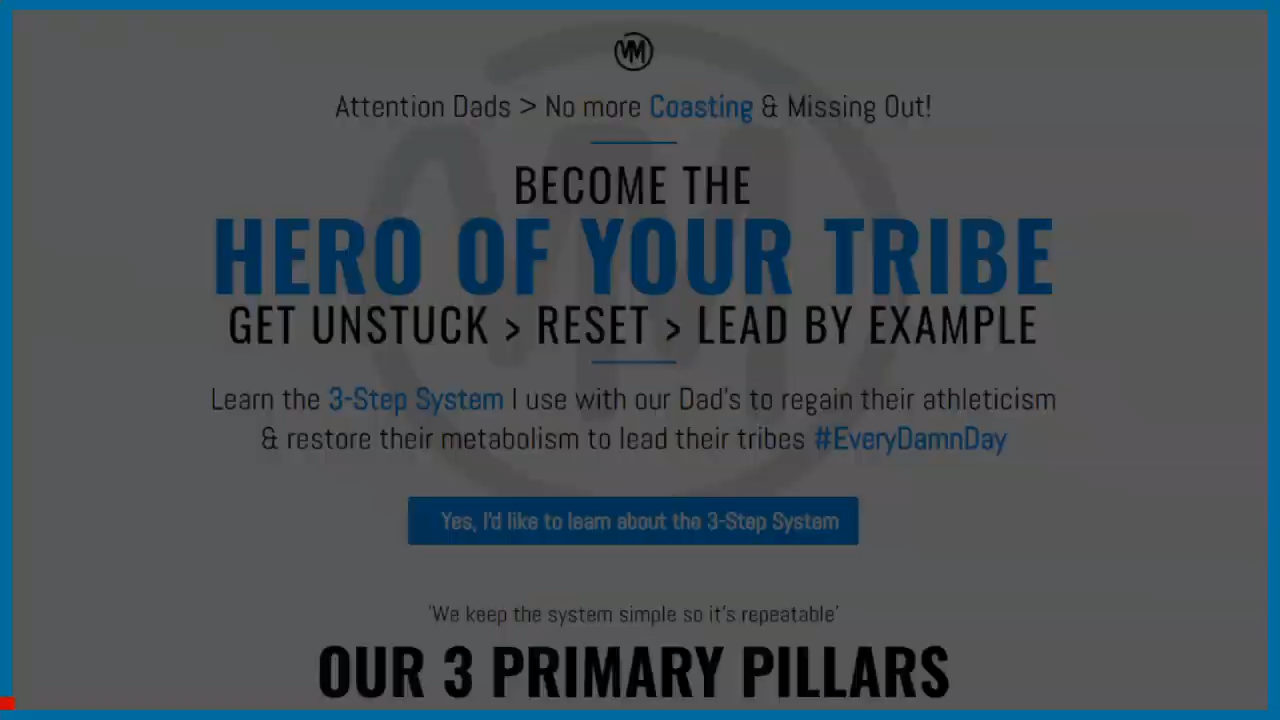 VM
Attention Dads > No more Coasting & Missing Out!
BECOME THE
HERO OF YOUR TRIBE
GET UNSTUCK > RESET > LEAD BY EXAMPLE
Learn the 3-Step System I use with our Dad's to regain their athleticism
& restore their metabolism to lead their tribes #EveryDamnDay
Yes, I'd like to learn about the 3-Step System
'We keep the system simple so it's repeatable'
OUR 3 PRIMARY PILLARS